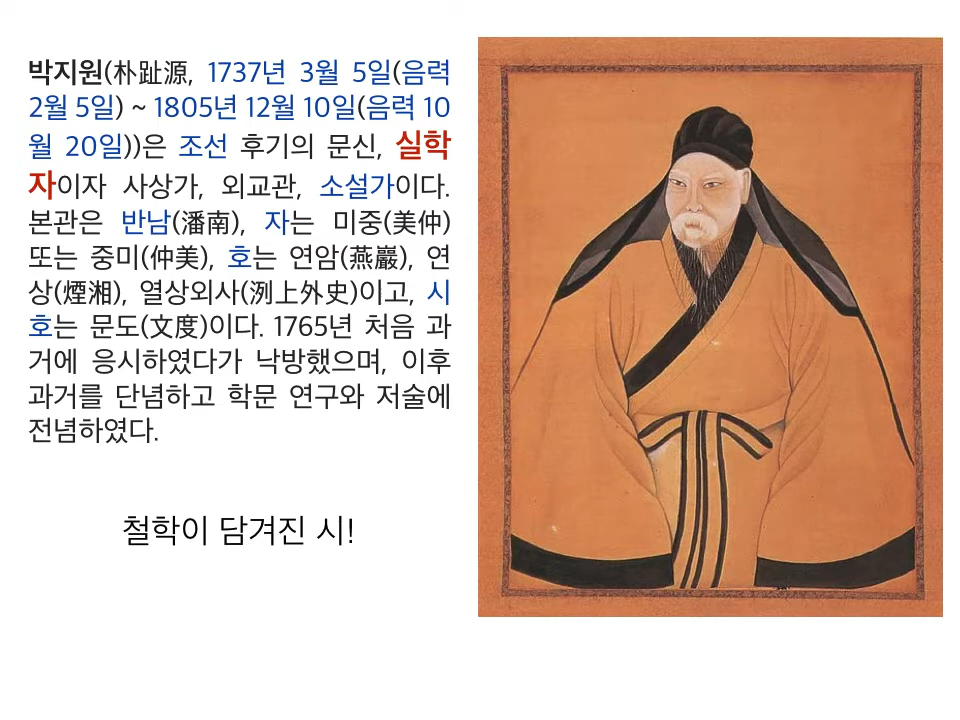 박지원(朴趾源, 1737년 3월 5일(음력
2월 5일) ~ 1805년 12월 10일(음력 10
월 20일))은 조선 후기의 문신, 실학
자이자 사상가, 외교관, 소설가이다.
본관은 반남(潘南), 자는 미중(美仲)
또는 중미(仲美), 호는 연암(燕巖), 연
상(煙湘), 열상외사(洌上外史)이고, 시
호는 문도(文度)이다. 1765년 처음 과
거에 응시하였다가 낙방했으며, 이후
과거를 단념하고 학문 연구와 저술에
전념하였다.
철학이 담겨진 시!